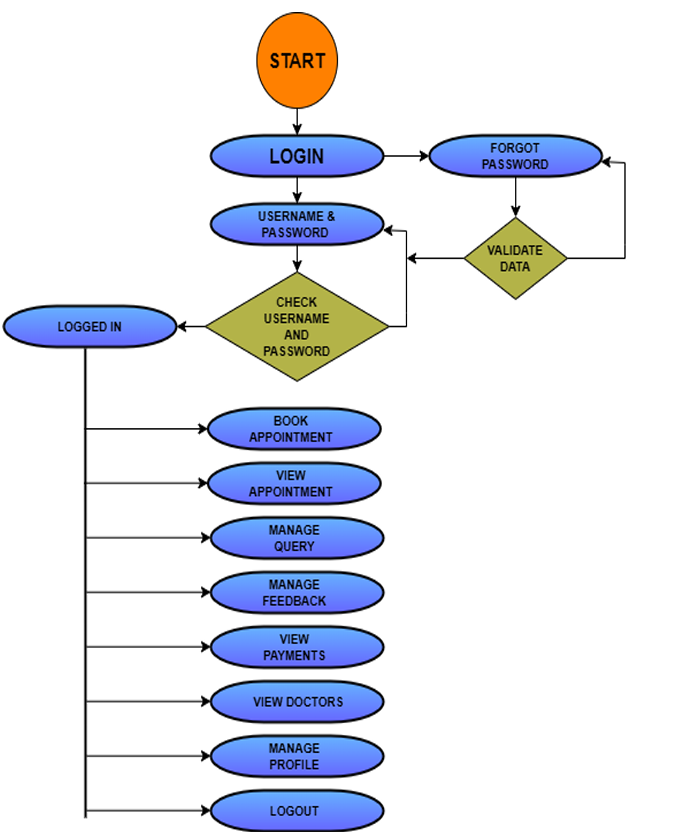 START
LOGIN
FORGOT
PASSWORD
USERNAME &
PASSWORD
VALIDATE
DATA
CHECK
USERNAME
AND
PASSWORD
LOGGED IN
BOOK
APPOINTMENT
VIEW
APPOINTMENT
MANAGE
QUERY
MANAGE
FEEDBACK
VIEW
PAYMENTS
VIEW DOCTORS
MANAGE
PROFILE
LOGOUT